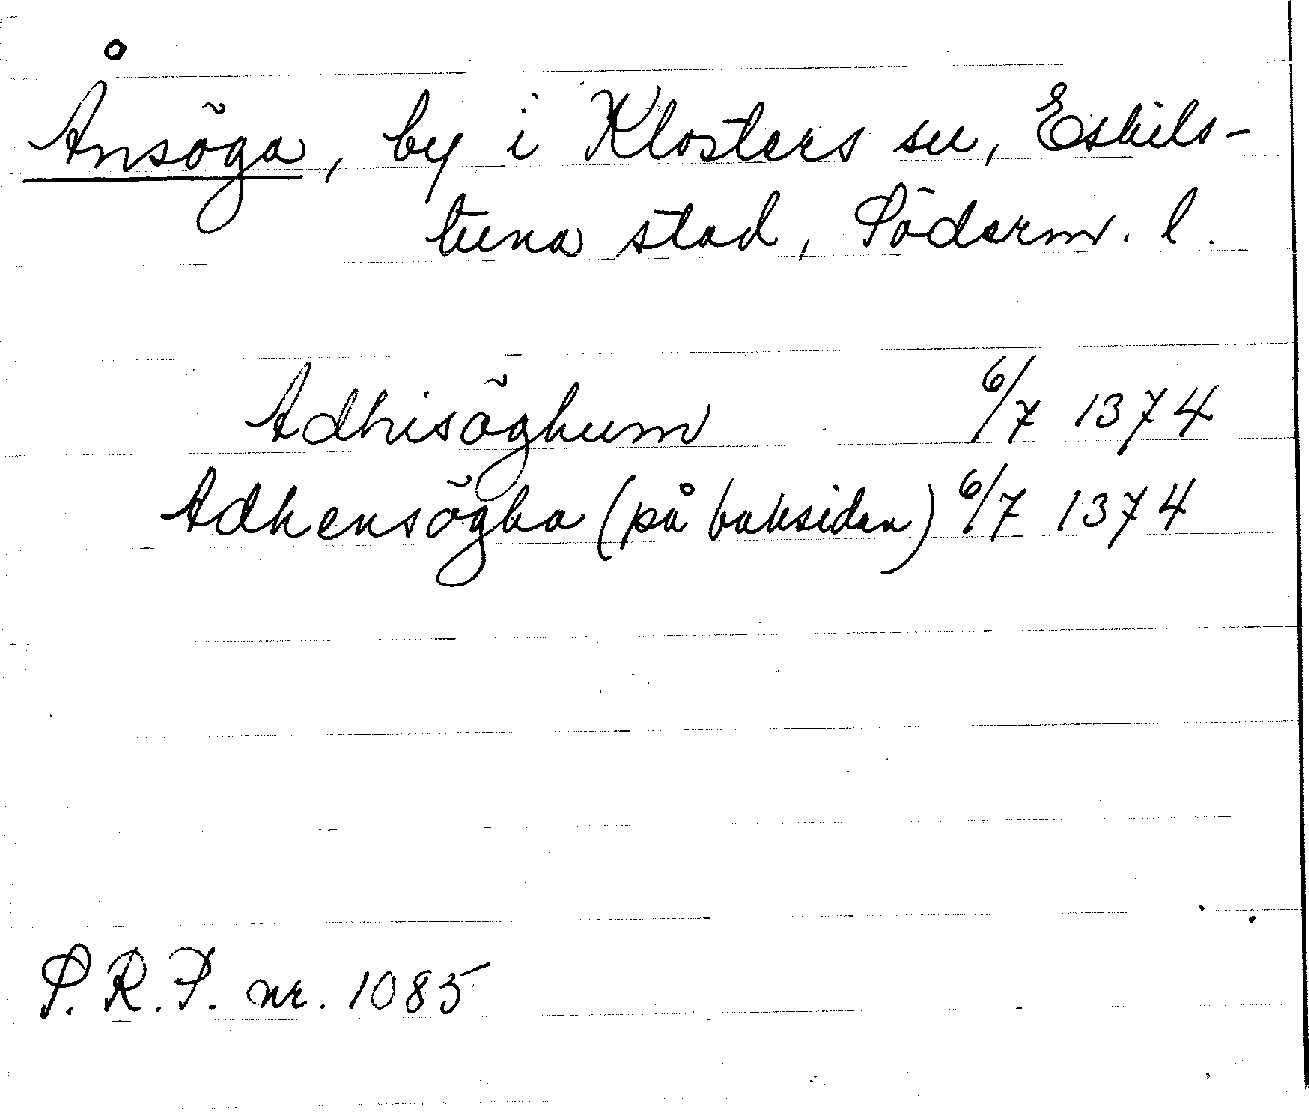 Ånsöga, by i Klosters sn, Eskils-
tuna stad, Söderm. l.
Adhisöghum 6/7 1374
Adhensögha (på baksidan) 6/7 1374
S.R.P. nr. 1085